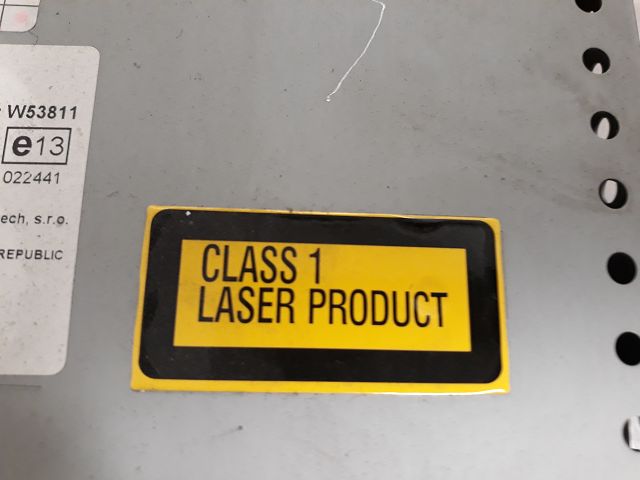 W53811
e13
022441
ech, s.r.o.
REPUBLIC
CLASS 1
LASER PRODUCT